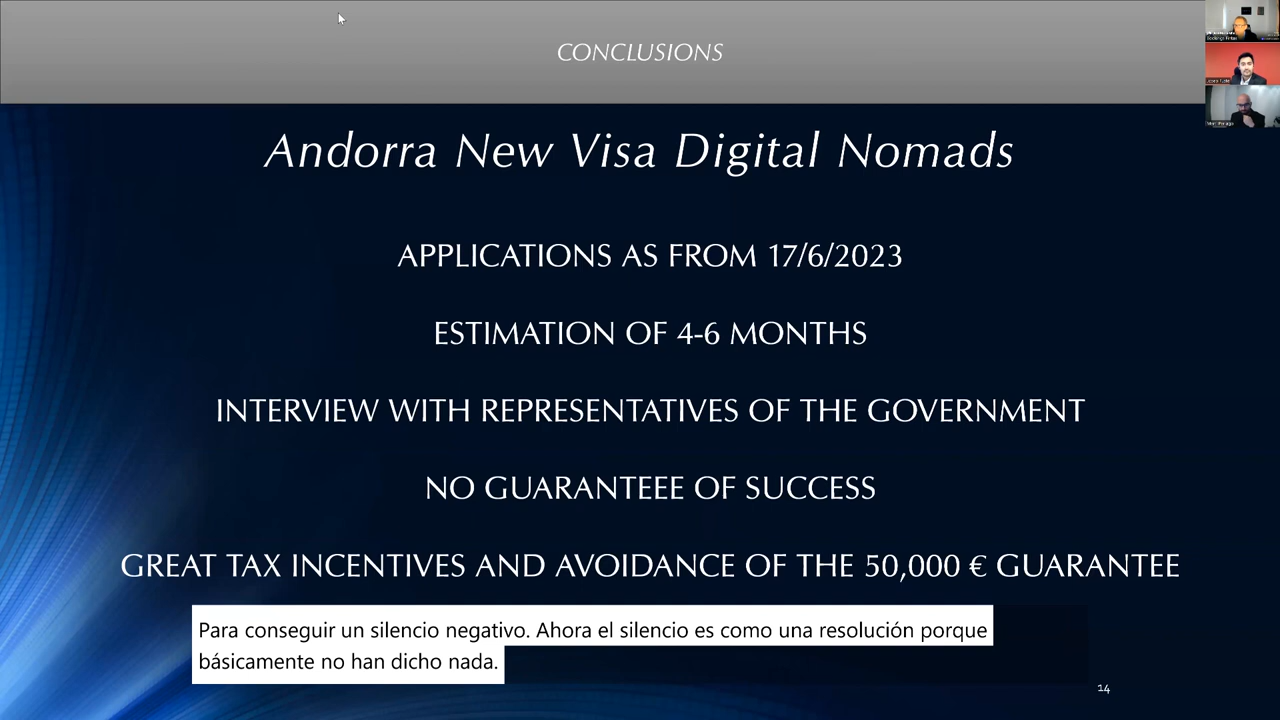 CONCLUSIONS
Andorra New Visa Digital Nomads
APPLICATIONS AS FROM 17/6/2023
ESTIMATION OF 4-6 MONTHS
INTERVIEW WITH REPRESENTATIVES OF THE GOVERNMENT
NO GUARANTEEE OF SUCCESS
GREAT TAX INCENTIVES AND AVOIDANCE OF THE 50,000 € GUARANTEE
Para conseguir un silencio negativo. Ahora el silencio es como una resolución porque
básicamente no han dicho nada.
14